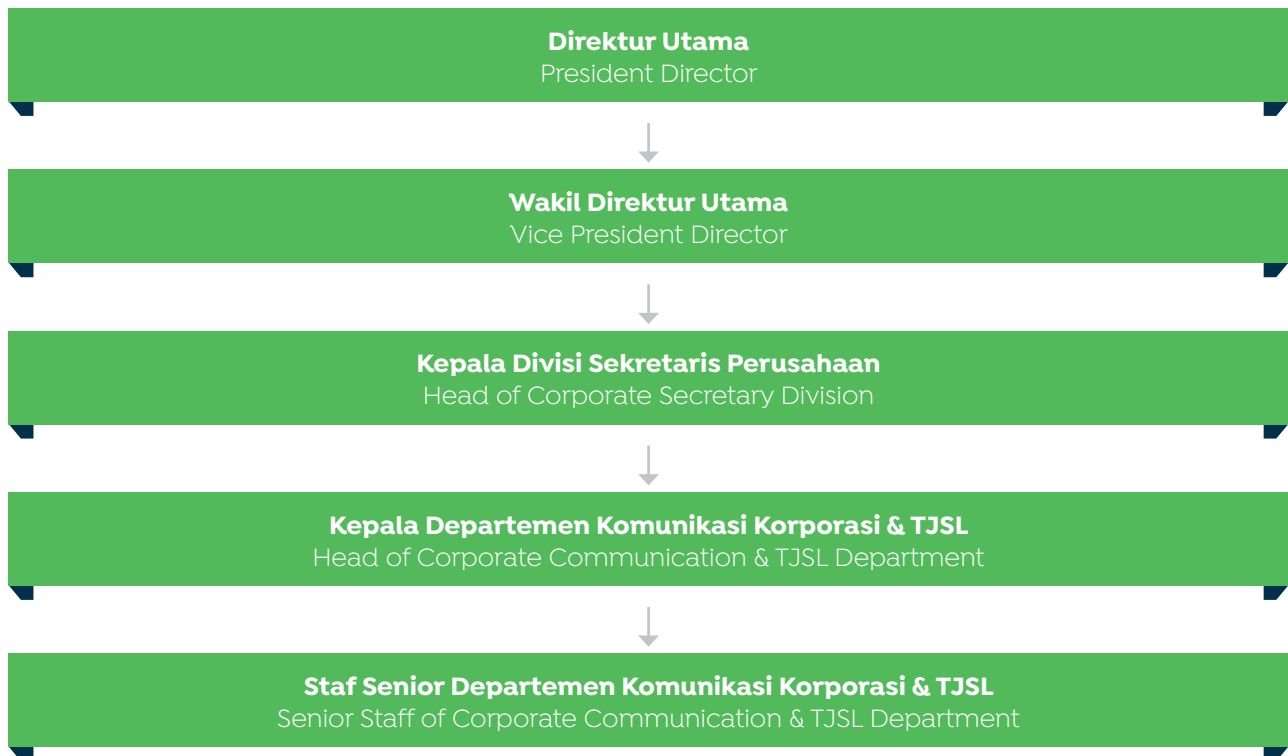 Direktur Utama
President Director
Wakil Direktur Utama
Vice President Director
Kepala Divisi Sekretaris Perusahaan
Head of Corporate Secretary Division
Kepala Departemen Komunikasi Korporasi & TJSL
Head of Corporate Communication & TJSL Department
Staf Senior Departemen Komunikasi Korporasi & TJSL
Senior Staff of Corporate Communication & TJSL Department